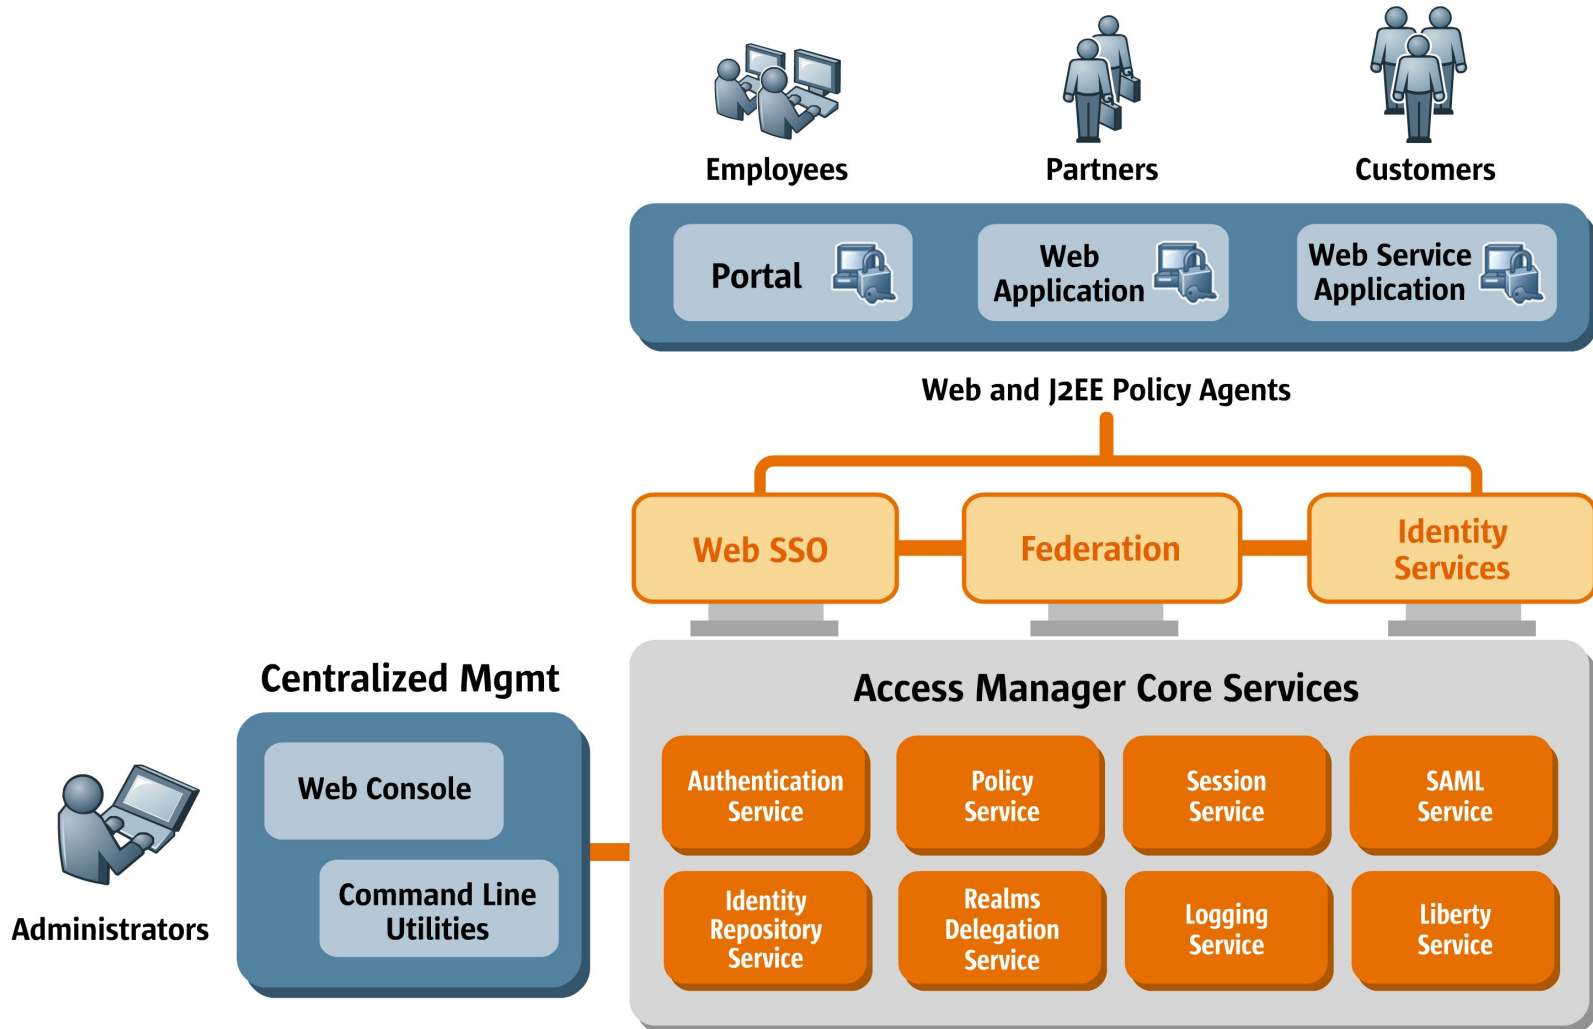 Employees
Partners
Customers
Portal
Web
Application
Web Service
Application
Web and J2EE Policy Agents
Web SSO
Federation
Identity
Services
Centralized Mgmt
Web Console
Command Line
Utilities
Administrators
Access Manager Core Services
Authentication
Service
Policy
Service
Session
Service
SAML
Service
Identity
Repository
Service
Realms
Delegation
Service
Logging
Service
Liberty
Service